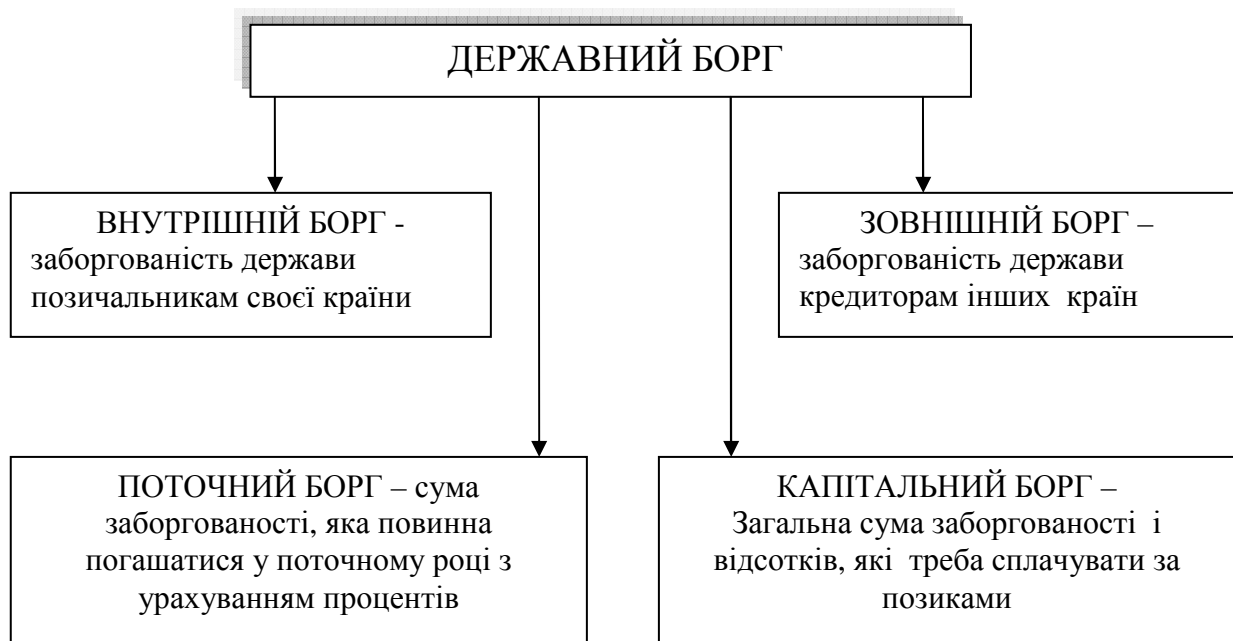 ДЕРЖАВНИЙ БОРГ
ВНУТРІШНІЙ БОРГ -
заборгованість держави
позичальникам своєї країни
ЗОВНІШНІЙ БОРГ –
заборгованість держави
кредиторам інших країн
ПОТОЧНИЙ БОРГ – сума
заборгованості, яка повинна
погашатися у поточному році з
урахуванням процентів
КАПІТАЛЬНИЙ БОРГ –
Загальна сума заборгованості і
відсотків, які треба сплачувати за
позиками